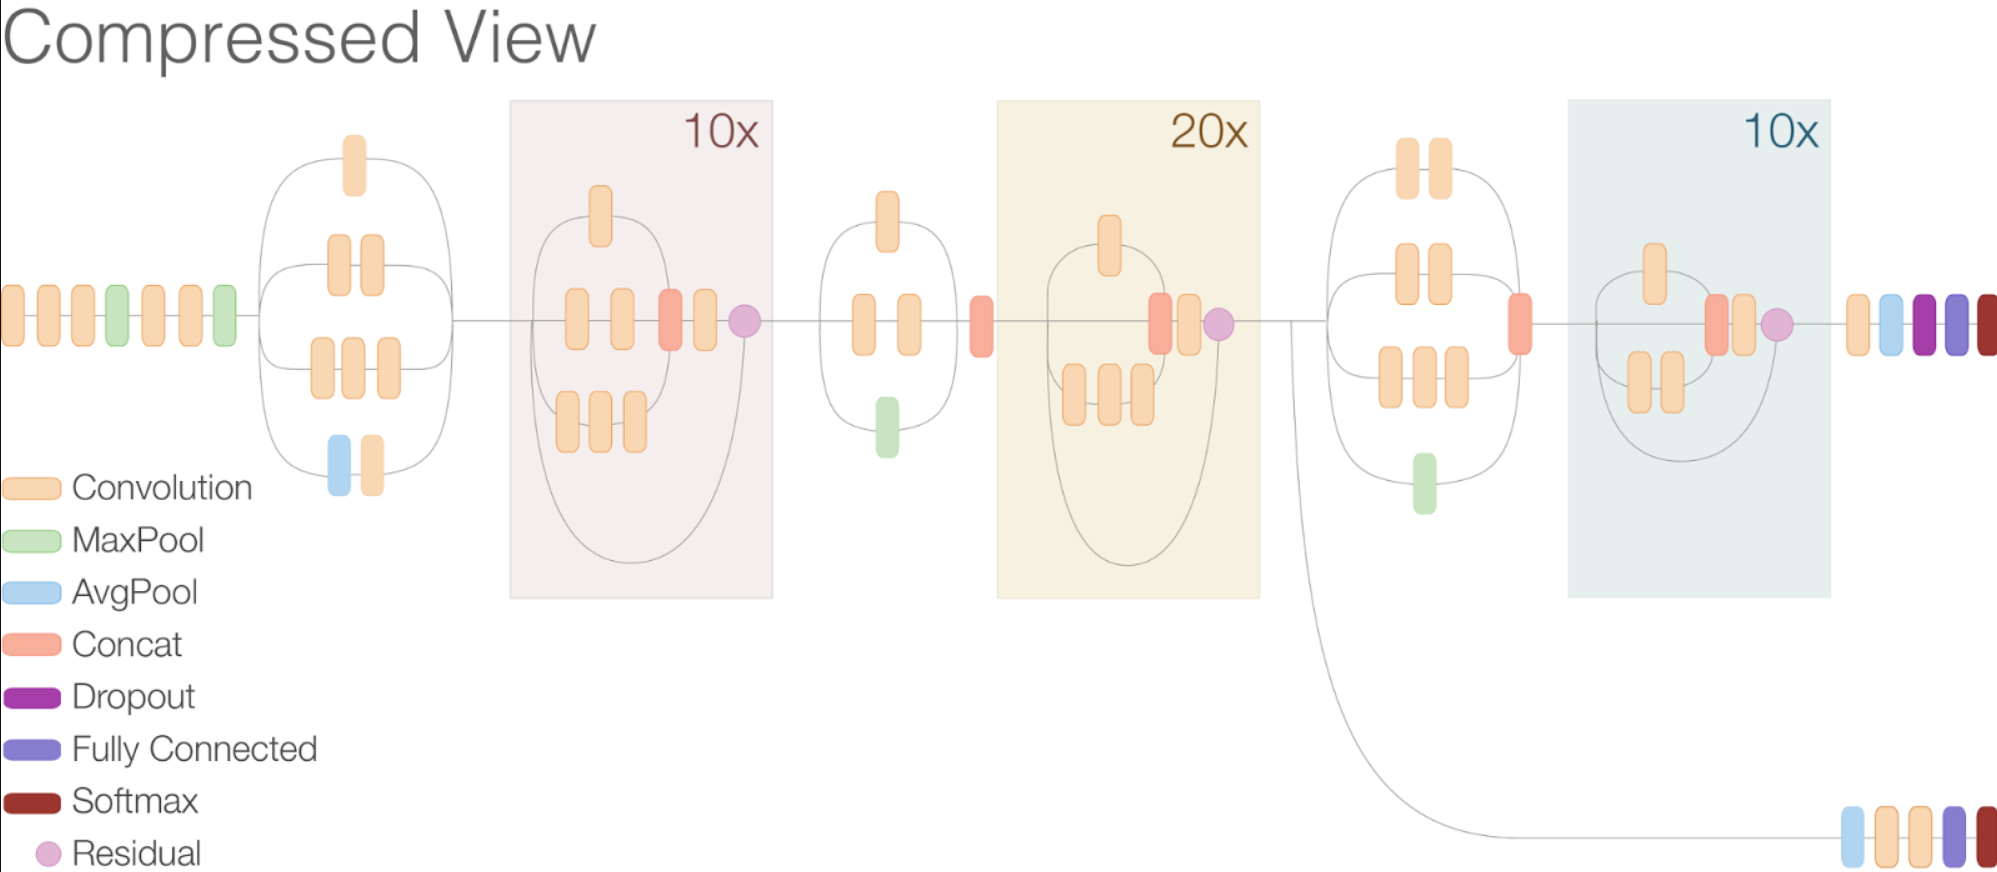 Compressed View
10x
20x
10x
Convolution
MaxPool
AvgPool
Concat
Dropout
Fully Connected
Softmax
Residual